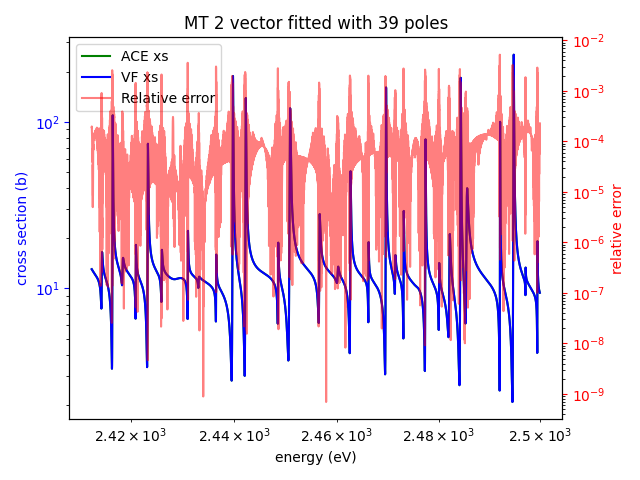 MT 2 vector fitted with 39 poles
ACE xs
VF xs
Relative error
cross section (b)
10²
10¹
relative error
10⁻²
10⁻³
10⁻⁴
10⁻⁵
10⁻⁶
10⁻⁷
10⁻⁸
10⁻⁹
2.42 × 10³ 2.44 × 10³ 2.46 × 10³ 2.48 × 10³ 2.5 × 10³
energy (eV)